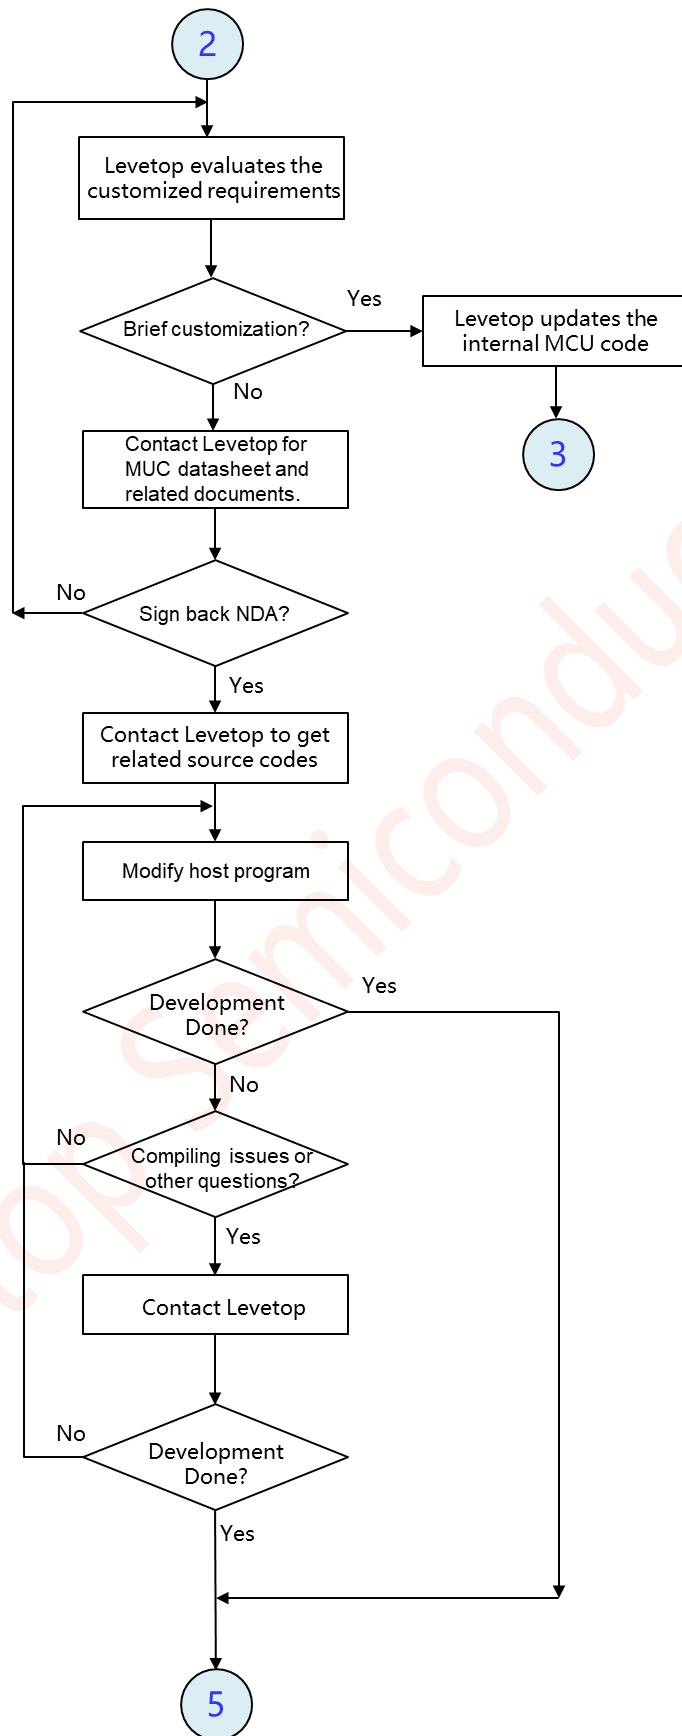 2
Levetop evaluates the
customized requirements
Brief customization?
Yes
Levetop updates the
internal MCU code
No
3
Contact Levetop for
MUC datasheet and
related documents.
No
Sign back NDA?
Yes
Contact Levetop to get
related source codes
Modify host program
Yes
Development
Done?
No
No
Compiling issues or
other questions?
Yes
Contact Levetop
No
Development
Done?
Yes
5
top Semicondu